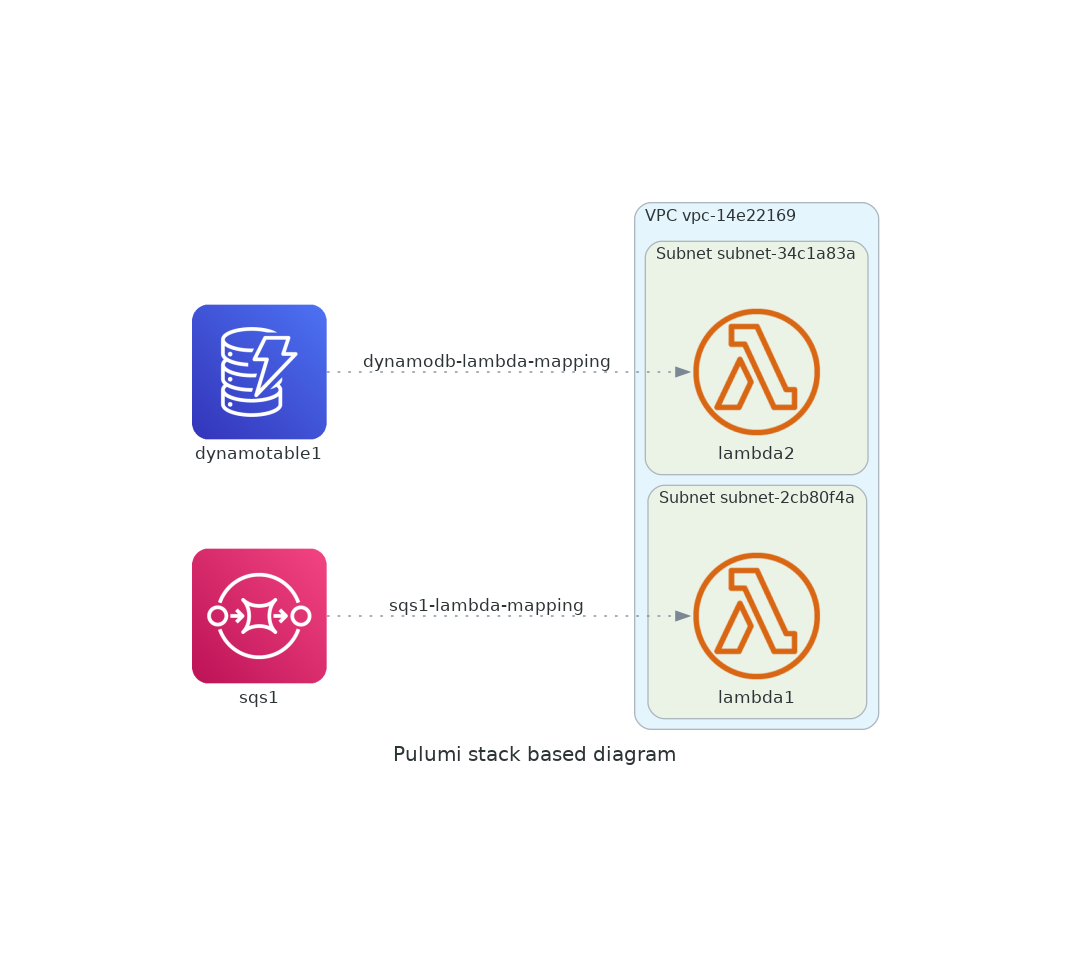 VPC vpc-14e22169
Subnet subnet-34c1a83a
dynamodb-lambda-mapping
dynamotable1
lambda2
Subnet subnet-2cb80f4a
sqs1-lambda-mapping
sqs1
lambda1
Pulumi stack based diagram